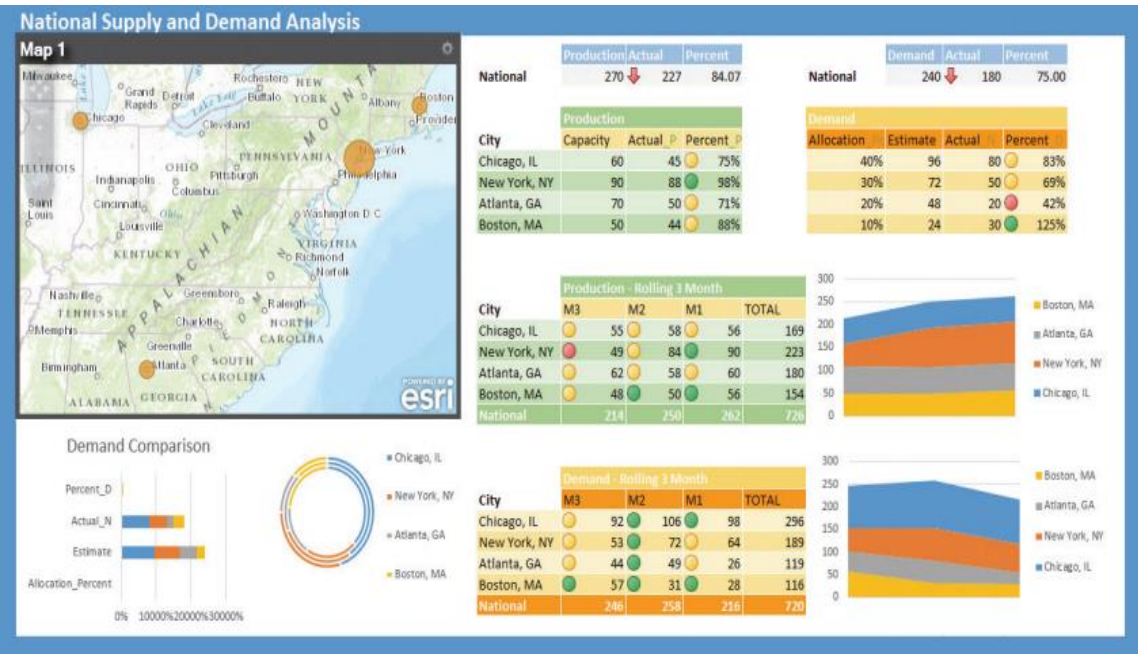 National Supply and Demand Analysis
Map 1
Milwaukee
Grand Rapids
Detroit
Rochester
NEW YORK
Buffalo
Albany
Boston
Chicago
Cleveland
MOUNT
New York
PENNSYLVANIA
ILLINOIS
OHIO
Pittsburgh
Philadelphia
Indianapolis
Columbus
Saint Louis
Cincinnati
Ohio
Washington D C
Louisville
VIRGINIA
KENTUCKY
Richmond
Norfolk
APPALACHIAN
PIEDMONT
Nashville
Greensboro
Raleigh
TENNESSEE
Memphis
Charlotte
NORTH CAROLINA
Greenville
Birmingham
Atlanta
SOUTH CAROLINA
ALABAMA
GEORGIA
POWERED BY
esri
Production Actual Percent
National 270 227 84.07
Demand Actual Percent
National 240 180 75.00
Production
City Capacity Actual_P Percent_P
Chicago, IL 60 45 75%
New York, NY 90 88 98%
Atlanta, GA 70 50 71%
Boston, MA 50 44 88%
Demand
Allocation Estimate Actual Percent
40% 96 80 83%
30% 72 50 69%
20% 48 20 42%
10% 24 30 125%
Production - Rolling 3 Month
City M3 M2 M1 TOTAL
Chicago, IL 55 58 56 169
New York, NY 49 84 90 223
Atlanta, GA 62 58 60 180
Boston, MA 48 50 56 154
National 214 250 262 726
300
250
200
150
100
50
0
Boston, MA
Atlanta, GA
New York, NY
Chicago, IL
Demand Comparison
Percent_D
Actual_N
Estimate
Allocation_Percent
0% 10000%20000%30000%
Chicago, IL
New York, NY
Atlanta, GA
Boston, MA
Demand - Rolling 3 Month
City M3 M2 M1 TOTAL
Chicago, IL 92 106 98 296
New York, NY 53 72 64 189
Atlanta, GA 44 49 26 119
Boston, MA 57 31 28 116
National 246 258 216 720
300
250
200
150
100
50
0
Boston, MA
Atlanta, GA
New York, NY
Chicago, IL